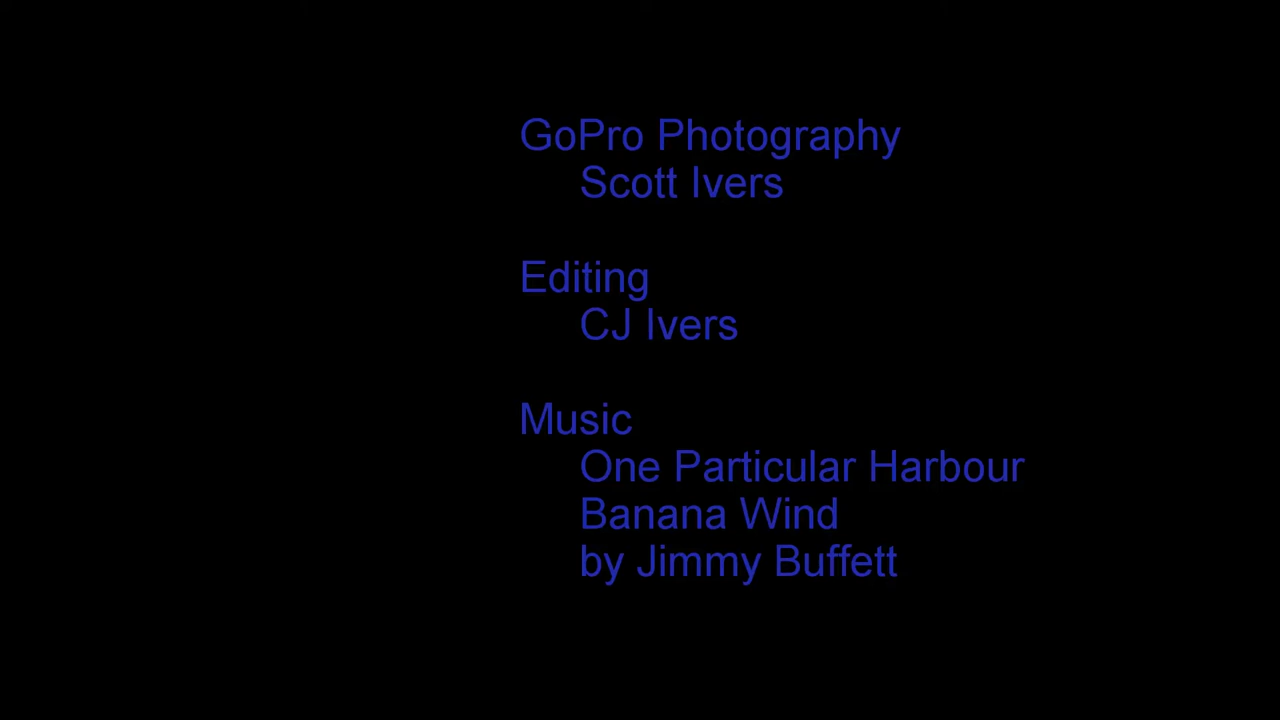 GoPro Photography
Scott Ivers
Editing
CJ Ivers
Music
One Particular Harbour
Banana Wind
by Jimmy Buffett